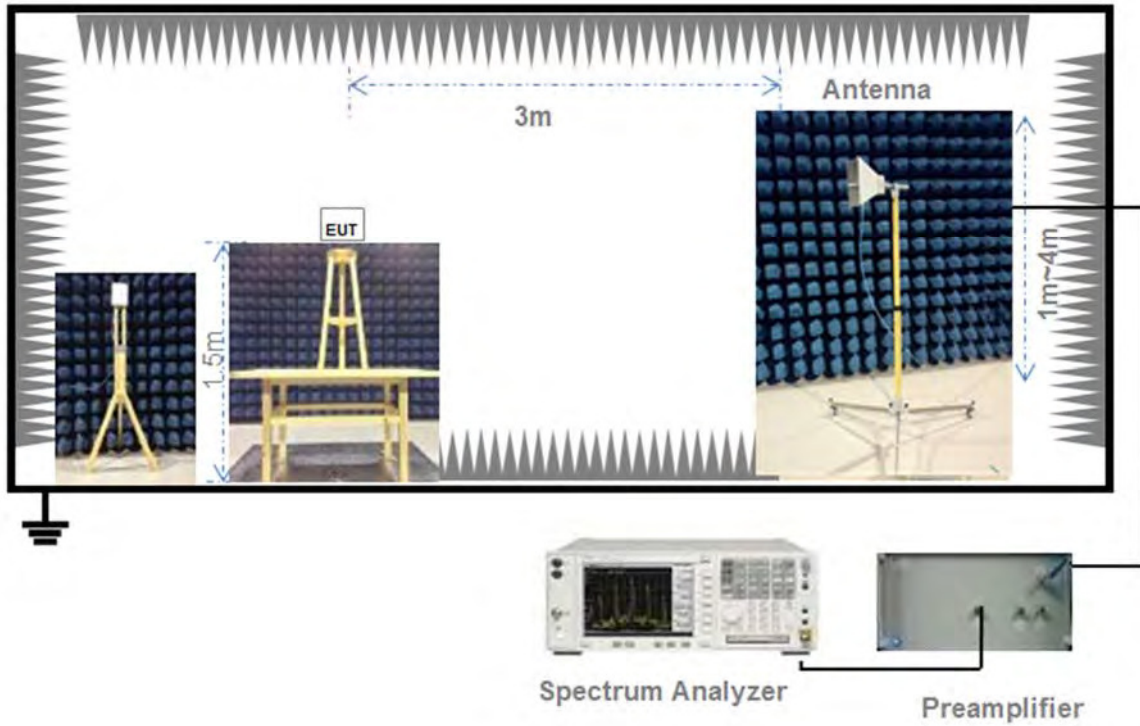 3m
Antenna
EUT
1.5m
1m~4m
Spectrum Analyzer
Preamplifier